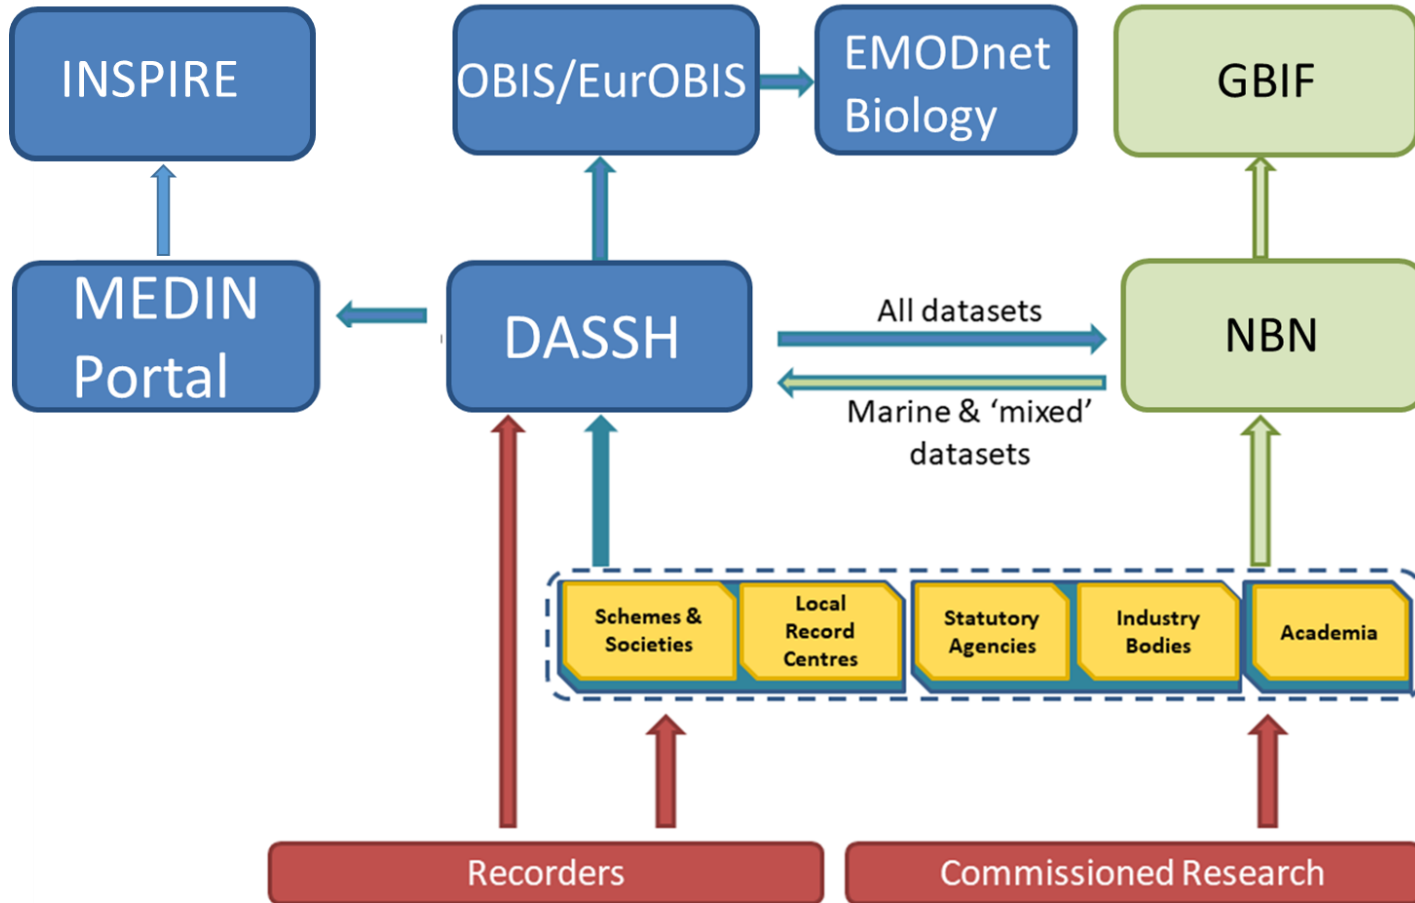 INSPIRE
OBIS/EurOBIS
EMODnet
Biology
GBIF
MEDIN
Portal
DASSH
All datasets
Marine & ‘mixed’
datasets
NBN
Schemes &
Societies
Local
Record
Centres
Statutory
Agencies
Industry
Bodies
Academia
Recorders
Commissioned Research